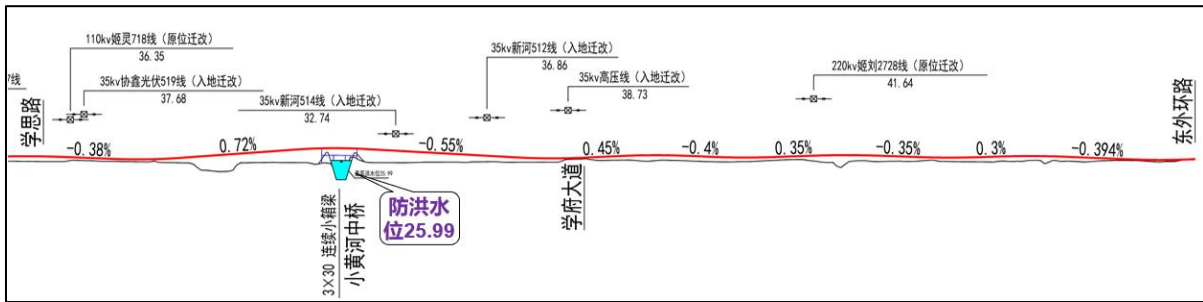 110kv姬灵718线（原位迁改）
36.35
7线
35kv协鑫光伏519线（入地迁改）
37.68
35kv新河514线（入地迁改）
32.74
35kv新河512线（入地迁改）
36.86
35kv高压线（入地迁改）
38.73
220kv姬刘2728线（原位迁改）
41.64
学思路
-0.38%
0.72%
-0.55%
0.45%
-0.4%
0.35%
-0.35%
0.3%
-0.394%
东外环路
学府大道
3×30 连续小箱梁
小黄河中桥
防洪水
位25.99